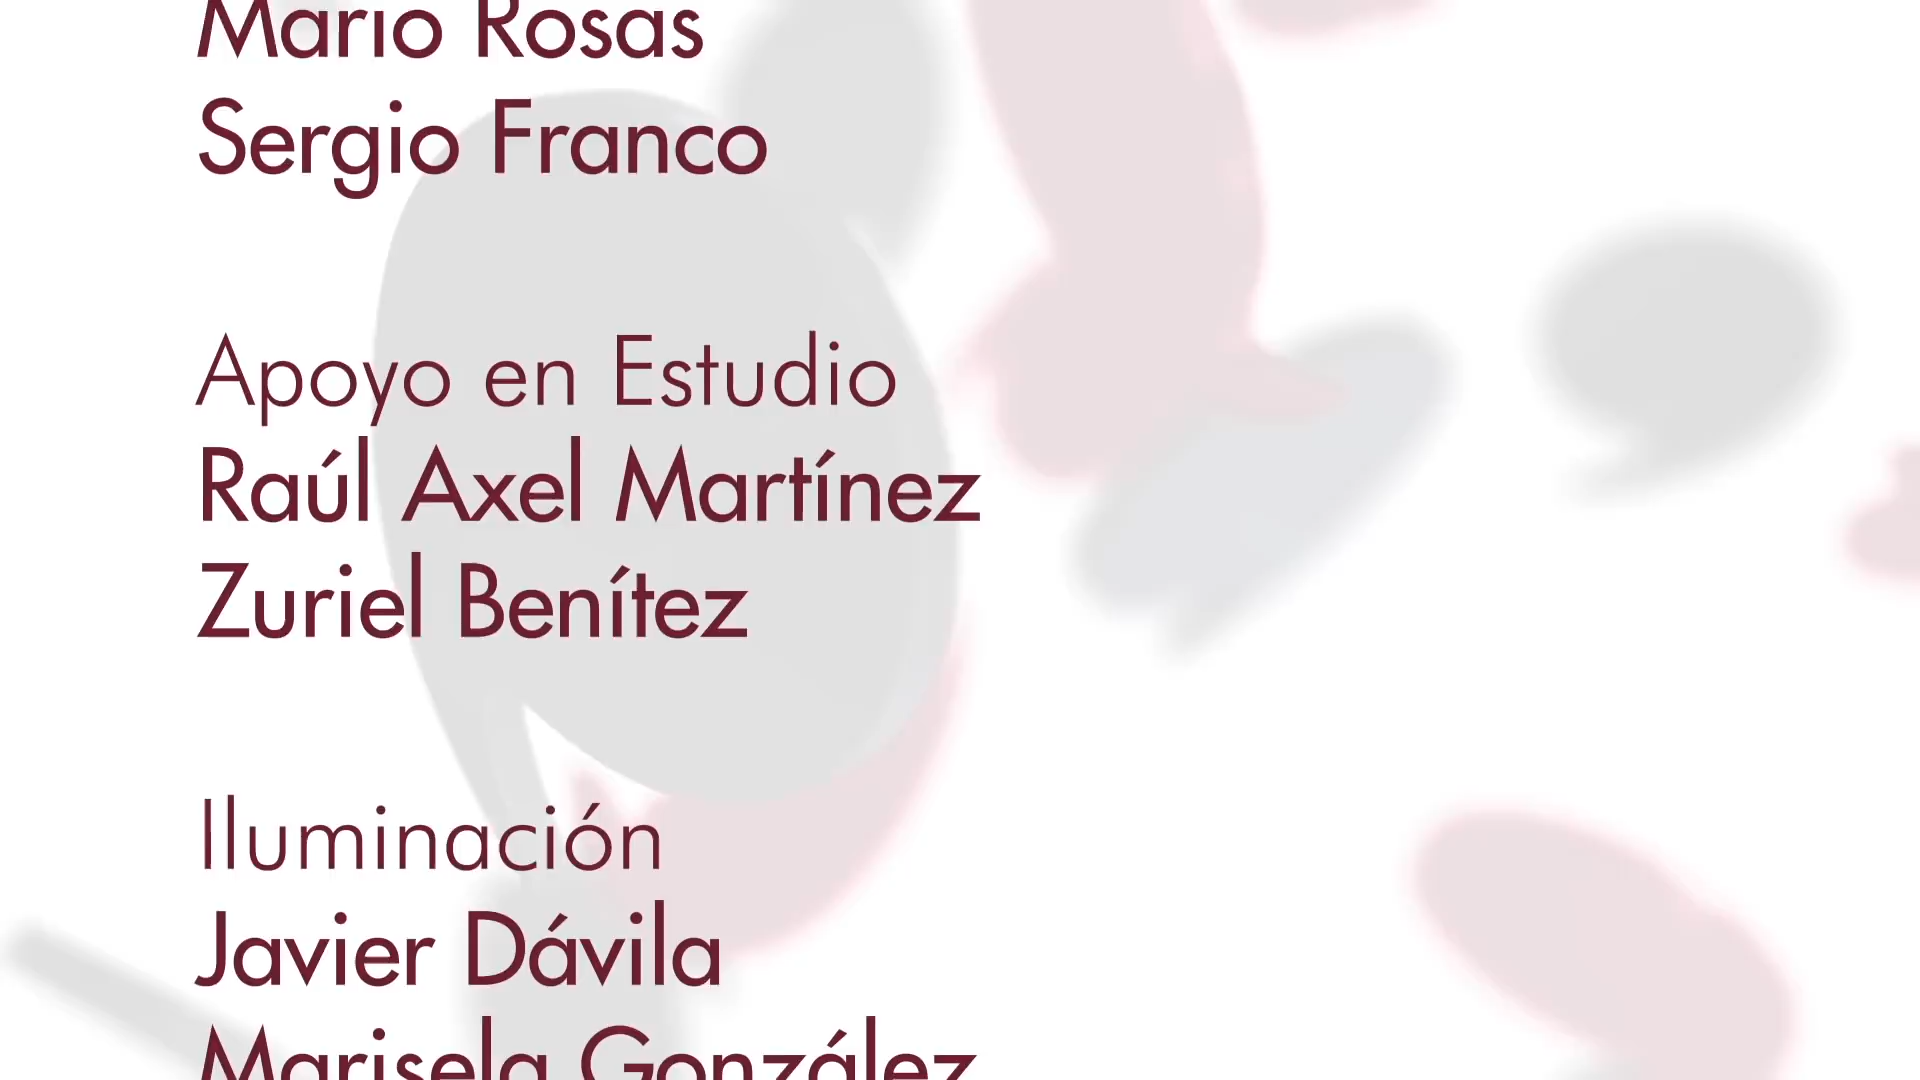 Mario Rosas
Sergio Franco
Apoyo en Estudio
Raúl Axel Martínez
Zuriel Benítez
Iluminación
Javier Dávila
Marisela González